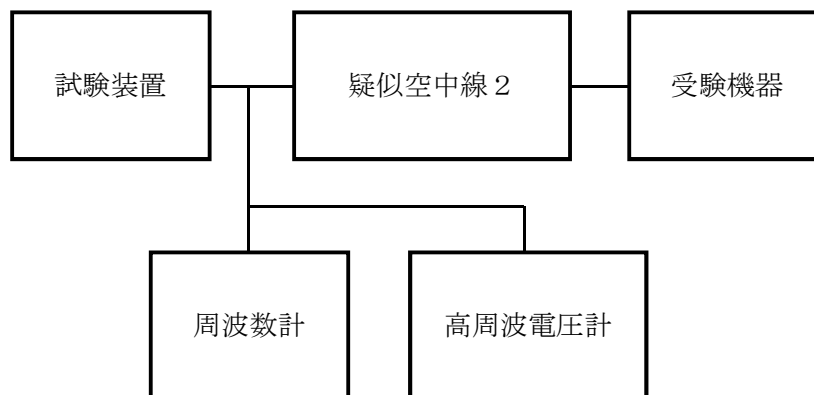 試験装置
疑似空中線２
受験機器
周波数計
高周波電圧計